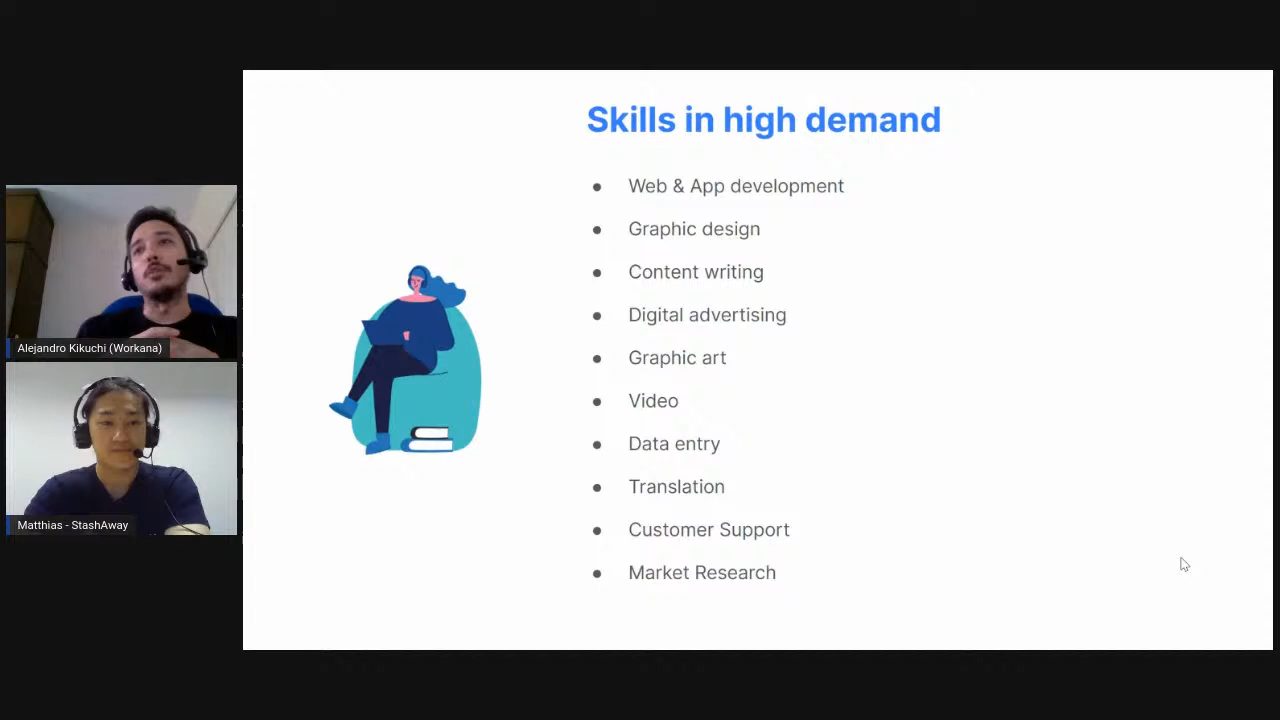 Skills in high demand
● Web & App development
● Graphic design
● Content writing
● Digital advertising
● Graphic art
● Video
● Data entry
● Translation
● Customer Support
● Market Research
Alejandro Kikuchi (Workana)
Matthias - StashAway